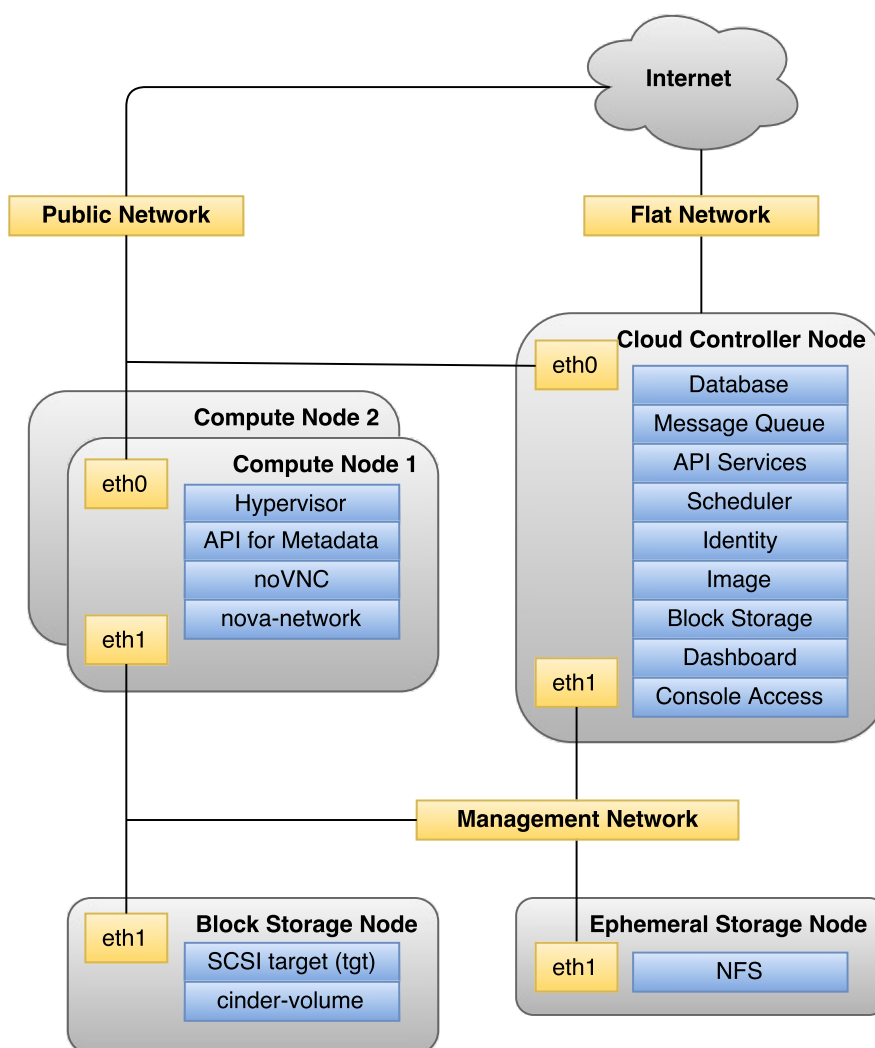 Internet
Public Network
Flat Network
Cloud Controller Node
eth0
Database
Message Queue
API Services
Scheduler
Identity
Image
Block Storage
Dashboard
Console Access
eth1
Compute Node 2
Compute Node 1
eth0
Hypervisor
API for Metadata
noVNC
nova-network
eth1
Management Network
Block Storage Node
eth1
SCSI target (tgt)
cinder-volume
Ephemeral Storage Node
eth1
NFS